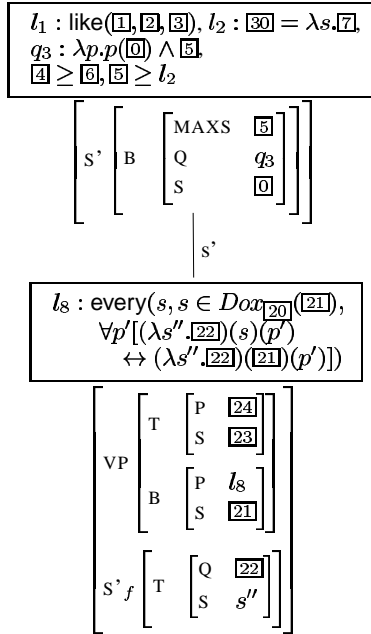 l₁ : like(1, 2, 3), l₂ : 30 = λs.7,
q₃ : λp.p(0) ∧ 5,
4 ≥ 6, 5 ≥ l₂
S' B MAXS 5
Q q₃
S 0
S'
l₈ : every(s, s ∈ Dox₂₀(21),
∀p'[(λs''.22)(s)(p')
↔ (λs''.22)(21)(p')])
VP T P 24
S 23
B P l₈
S 21
S'f T Q 22
S s''